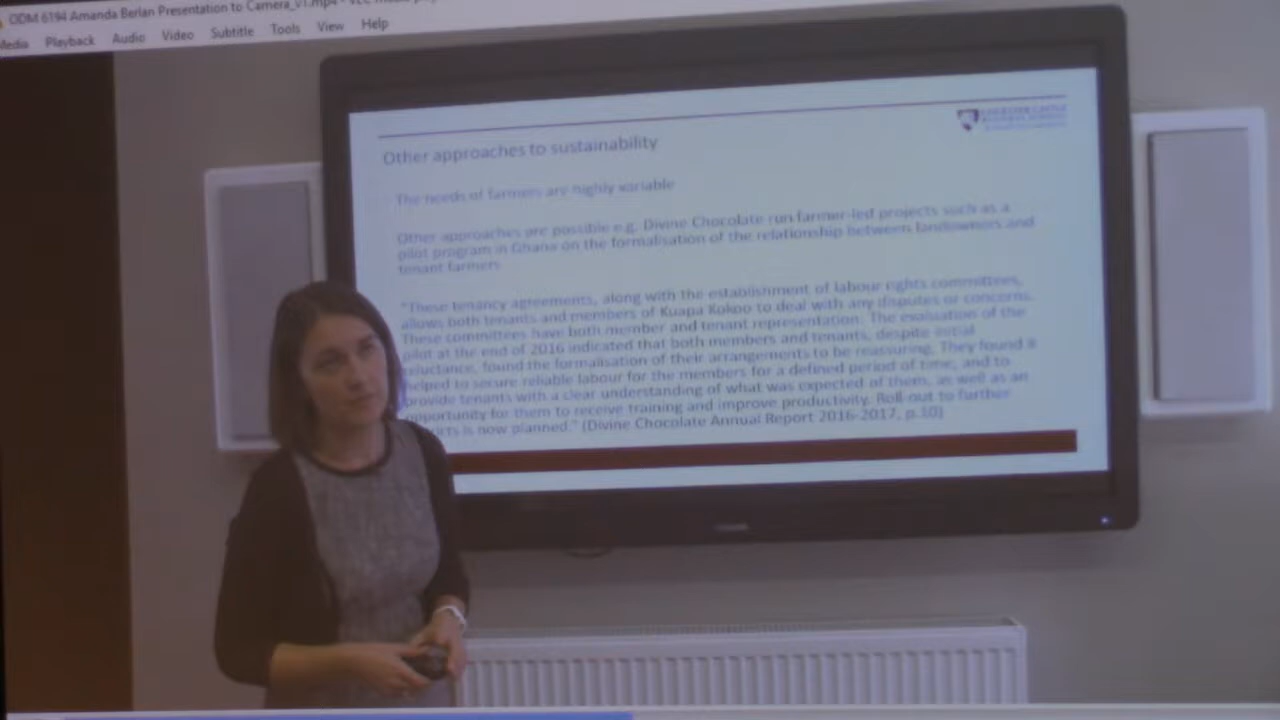 ODM 6194 Amanda Berlan Presentation to Camera_v1.mp4 - VLC media
Media Playback Audio Video Subtitle Tools View Help
Other approaches to sustainability
The needs of farmers are highly variable
Other approaches are possible e.g. Divine Chocolate run farmer-led projects such as a
pilot program in Ghana on the formalisation of the relationship between landowners and
tenant farmers
"These tenancy agreements, along with the establishment of labour rights committees,
allows both tenants and members of Kuapa Kokoo to deal with any disputes or concerns.
These committees have both member and tenant representation. The evaluation of the
pilot at the end of 2016 indicated that both members and tenants, despite initial
reluctance, found the formalisation of their arrangements to be reassuring. They found it
helped to secure reliable labour for the members for a defined period of time, and to
provide tenants with a clear understanding of what was expected of them, as well as an
opportunity for them to receive training and improve productivity. Roll-out to further
is now planned." (Divine Chocolate Annual Report 2016-2017, p.10)